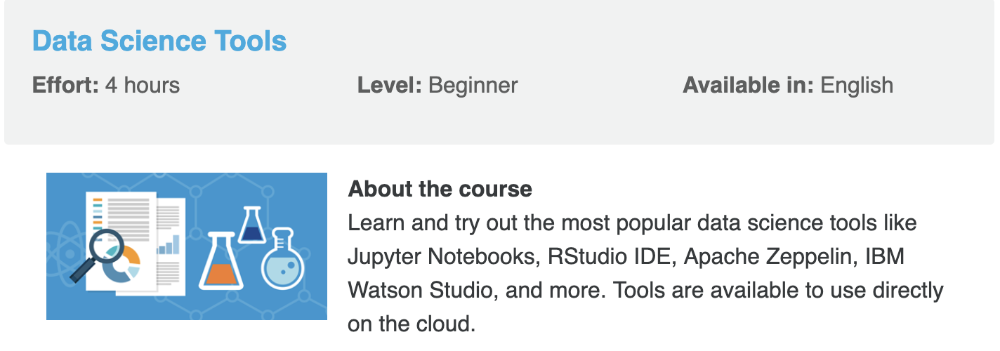 Data Science Tools
Effort: 4 hours
Level: Beginner
Available in: English
About the course
Learn and try out the most popular data science tools like
Jupyter Notebooks, RStudio IDE, Apache Zeppelin, IBM
Watson Studio, and more. Tools are available to use directly
on the cloud.